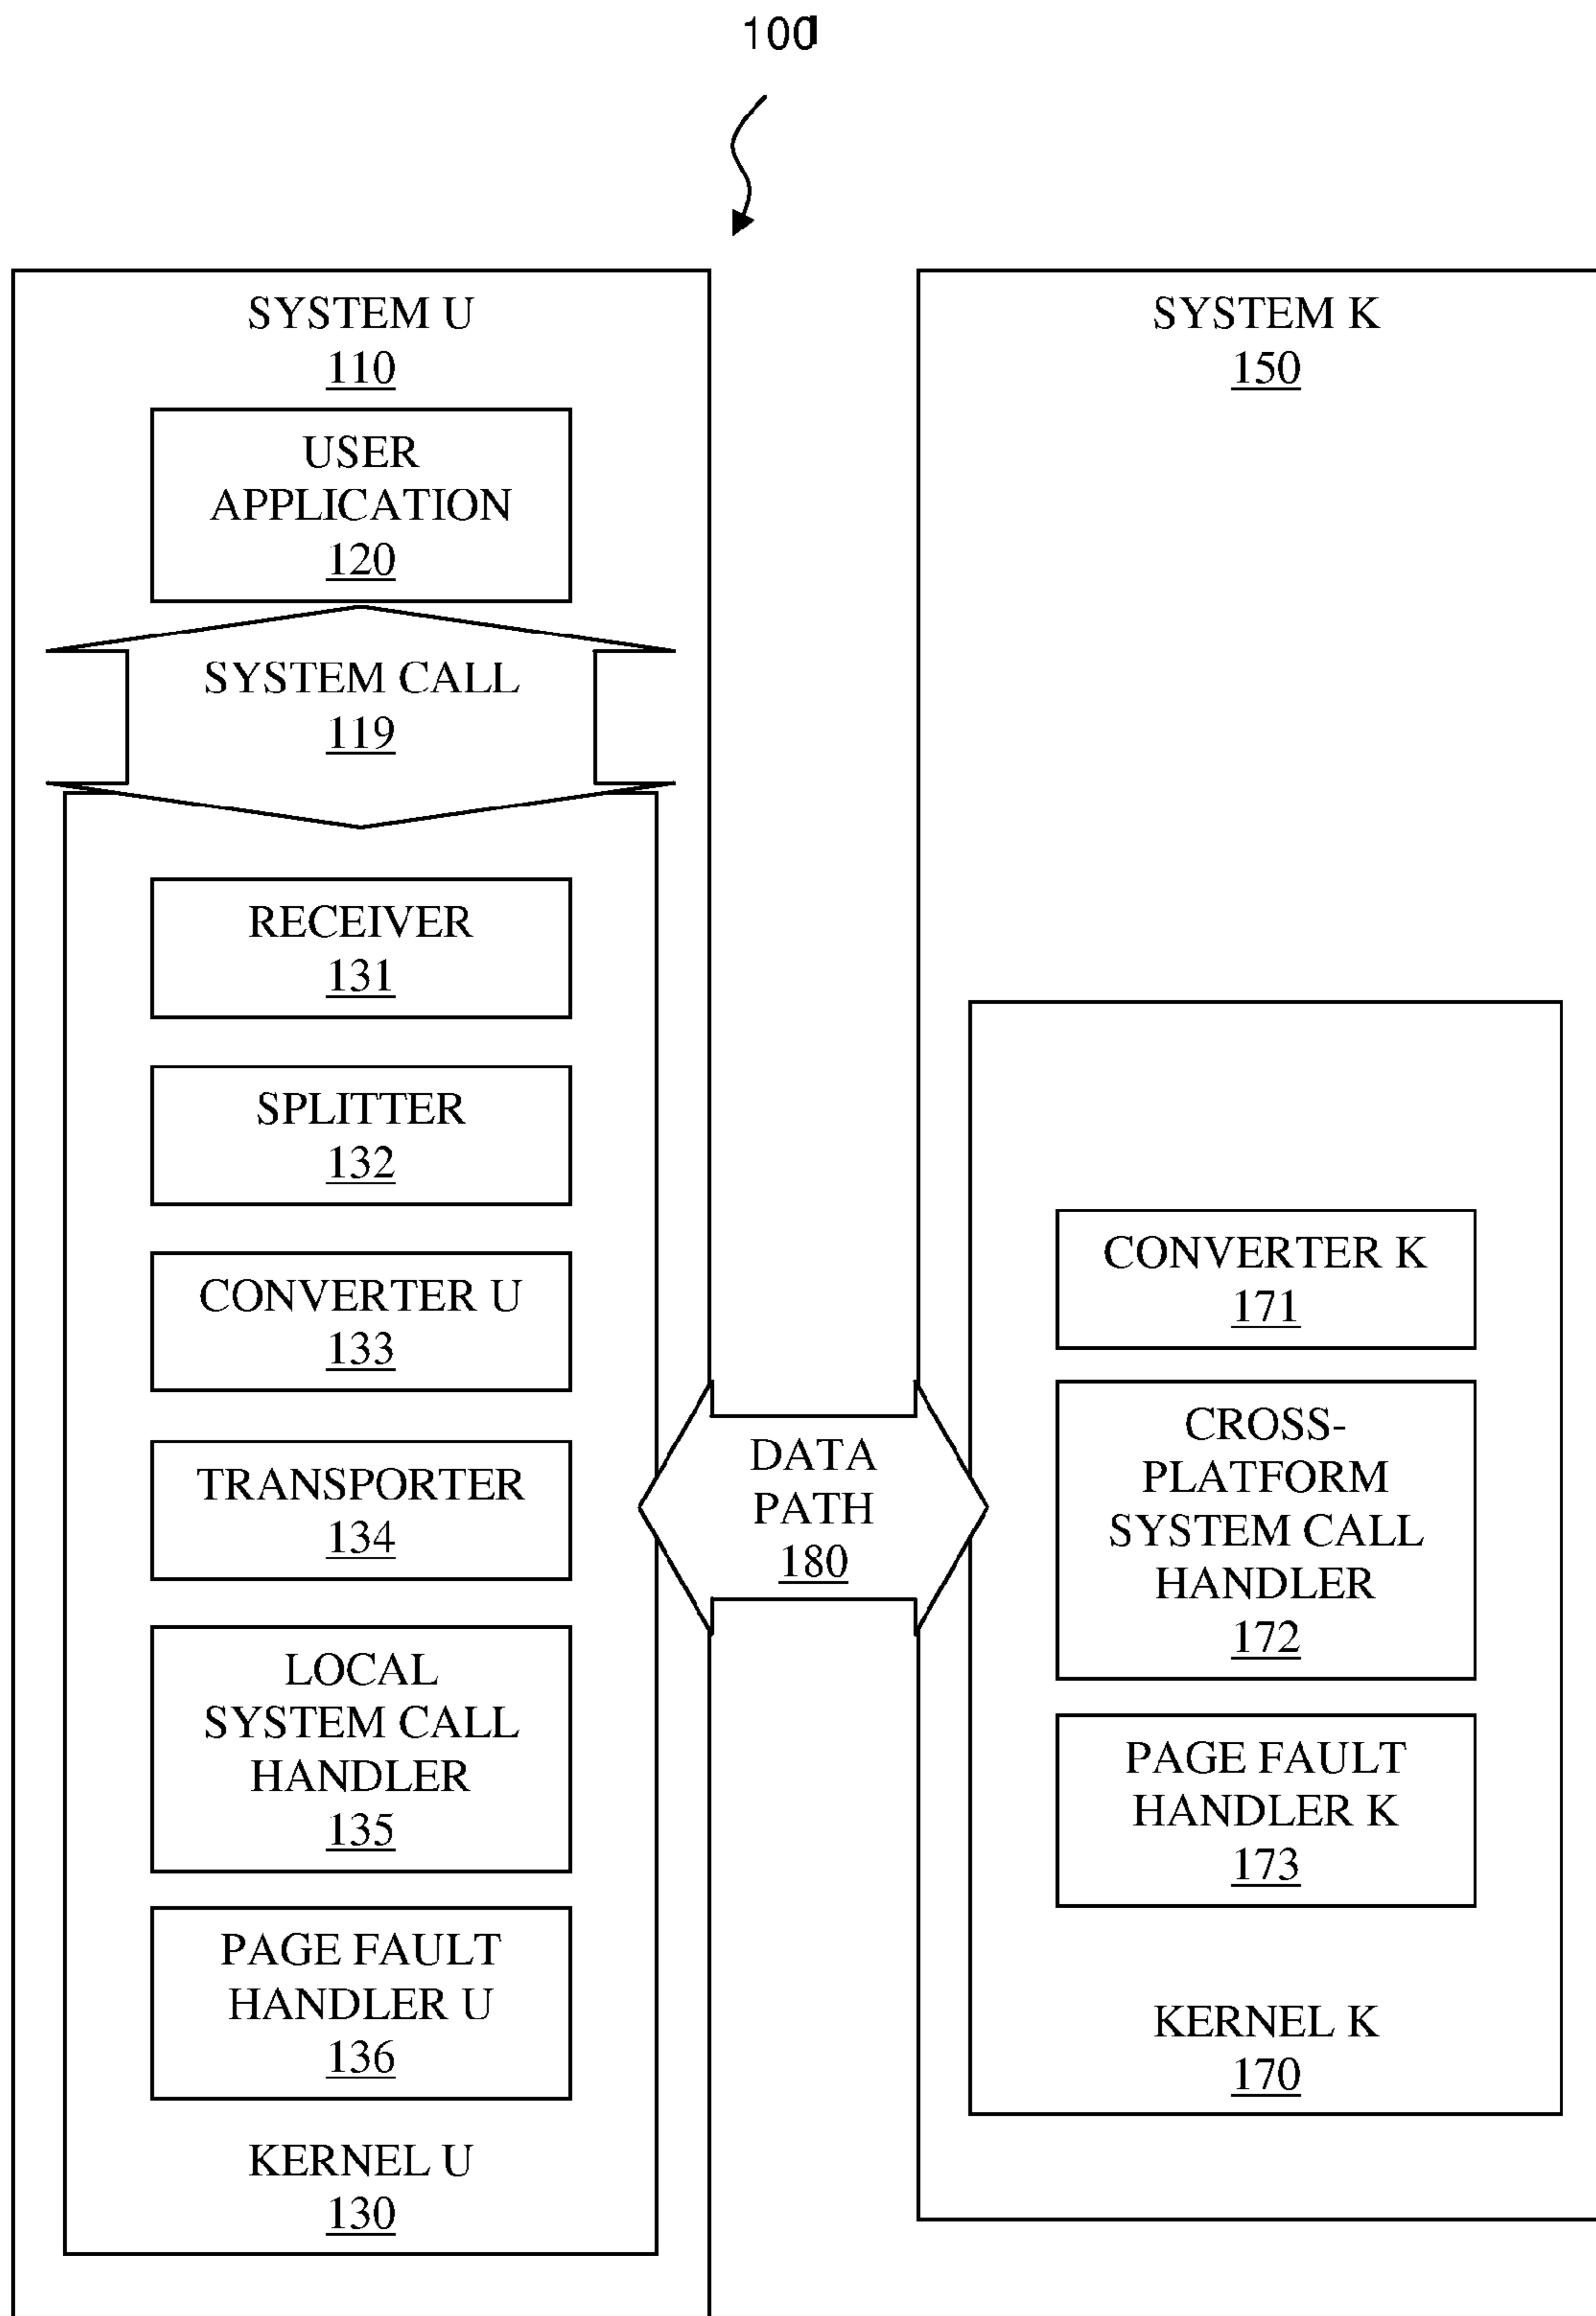 100
SYSTEM U
110
USER
APPLICATION
120
SYSTEM CALL
119
RECEIVER
131
SPLITTER
132
CONVERTER U
133
TRANSPORTER
134
LOCAL
SYSTEM CALL
HANDLER
135
PAGE FAULT
HANDLER U
136
KERNEL U
130
DATA
PATH
180
SYSTEM K
150
CONVERTER K
171
CROSS-
PLATFORM
SYSTEM CALL
HANDLER
172
PAGE FAULT
HANDLER K
173
KERNEL K
170